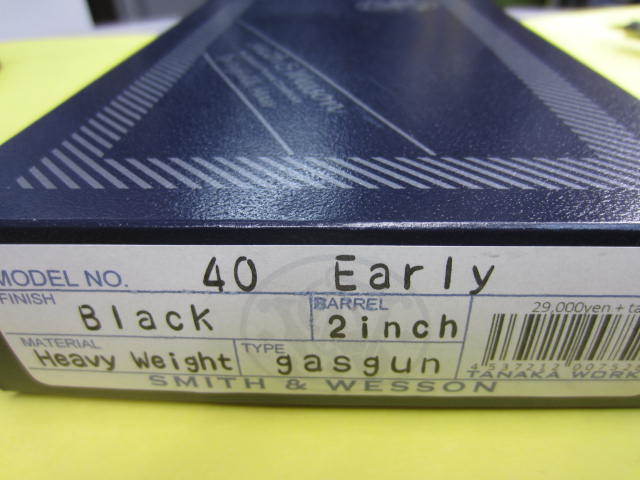 MODEL NO. 40 Early
FINISH Black BARREL 2inch
29,000yen + ta
MATERIAL Heavy Weight TYPE gasgun
SMITH & WESSON
TANAKA WORK